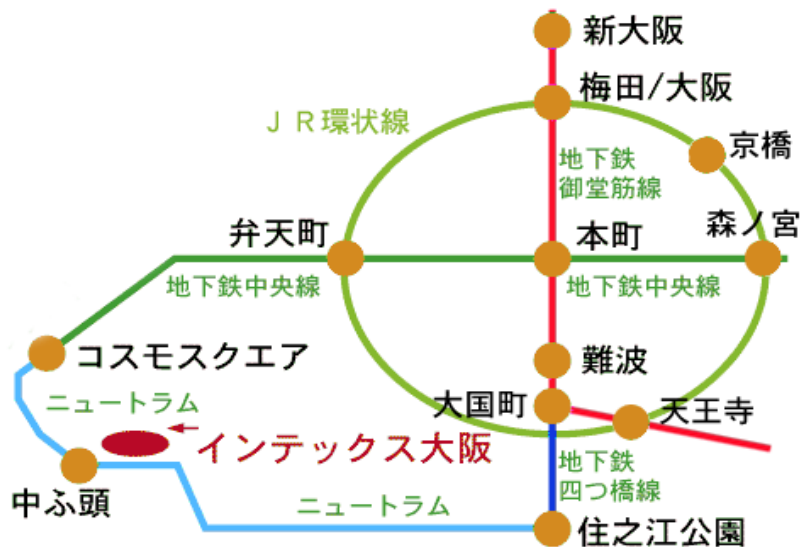 新大阪
梅田/大阪
ＪＲ環状線
京橋
地下鉄
御堂筋線
森ノ宮
弁天町
本町
地下鉄中央線
地下鉄中央線
コスモスクエア
難波
ニュートラム
大国町
天王寺
インテックス大阪
地下鉄
四つ橋線
中ふ頭
ニュートラム
住之江公園